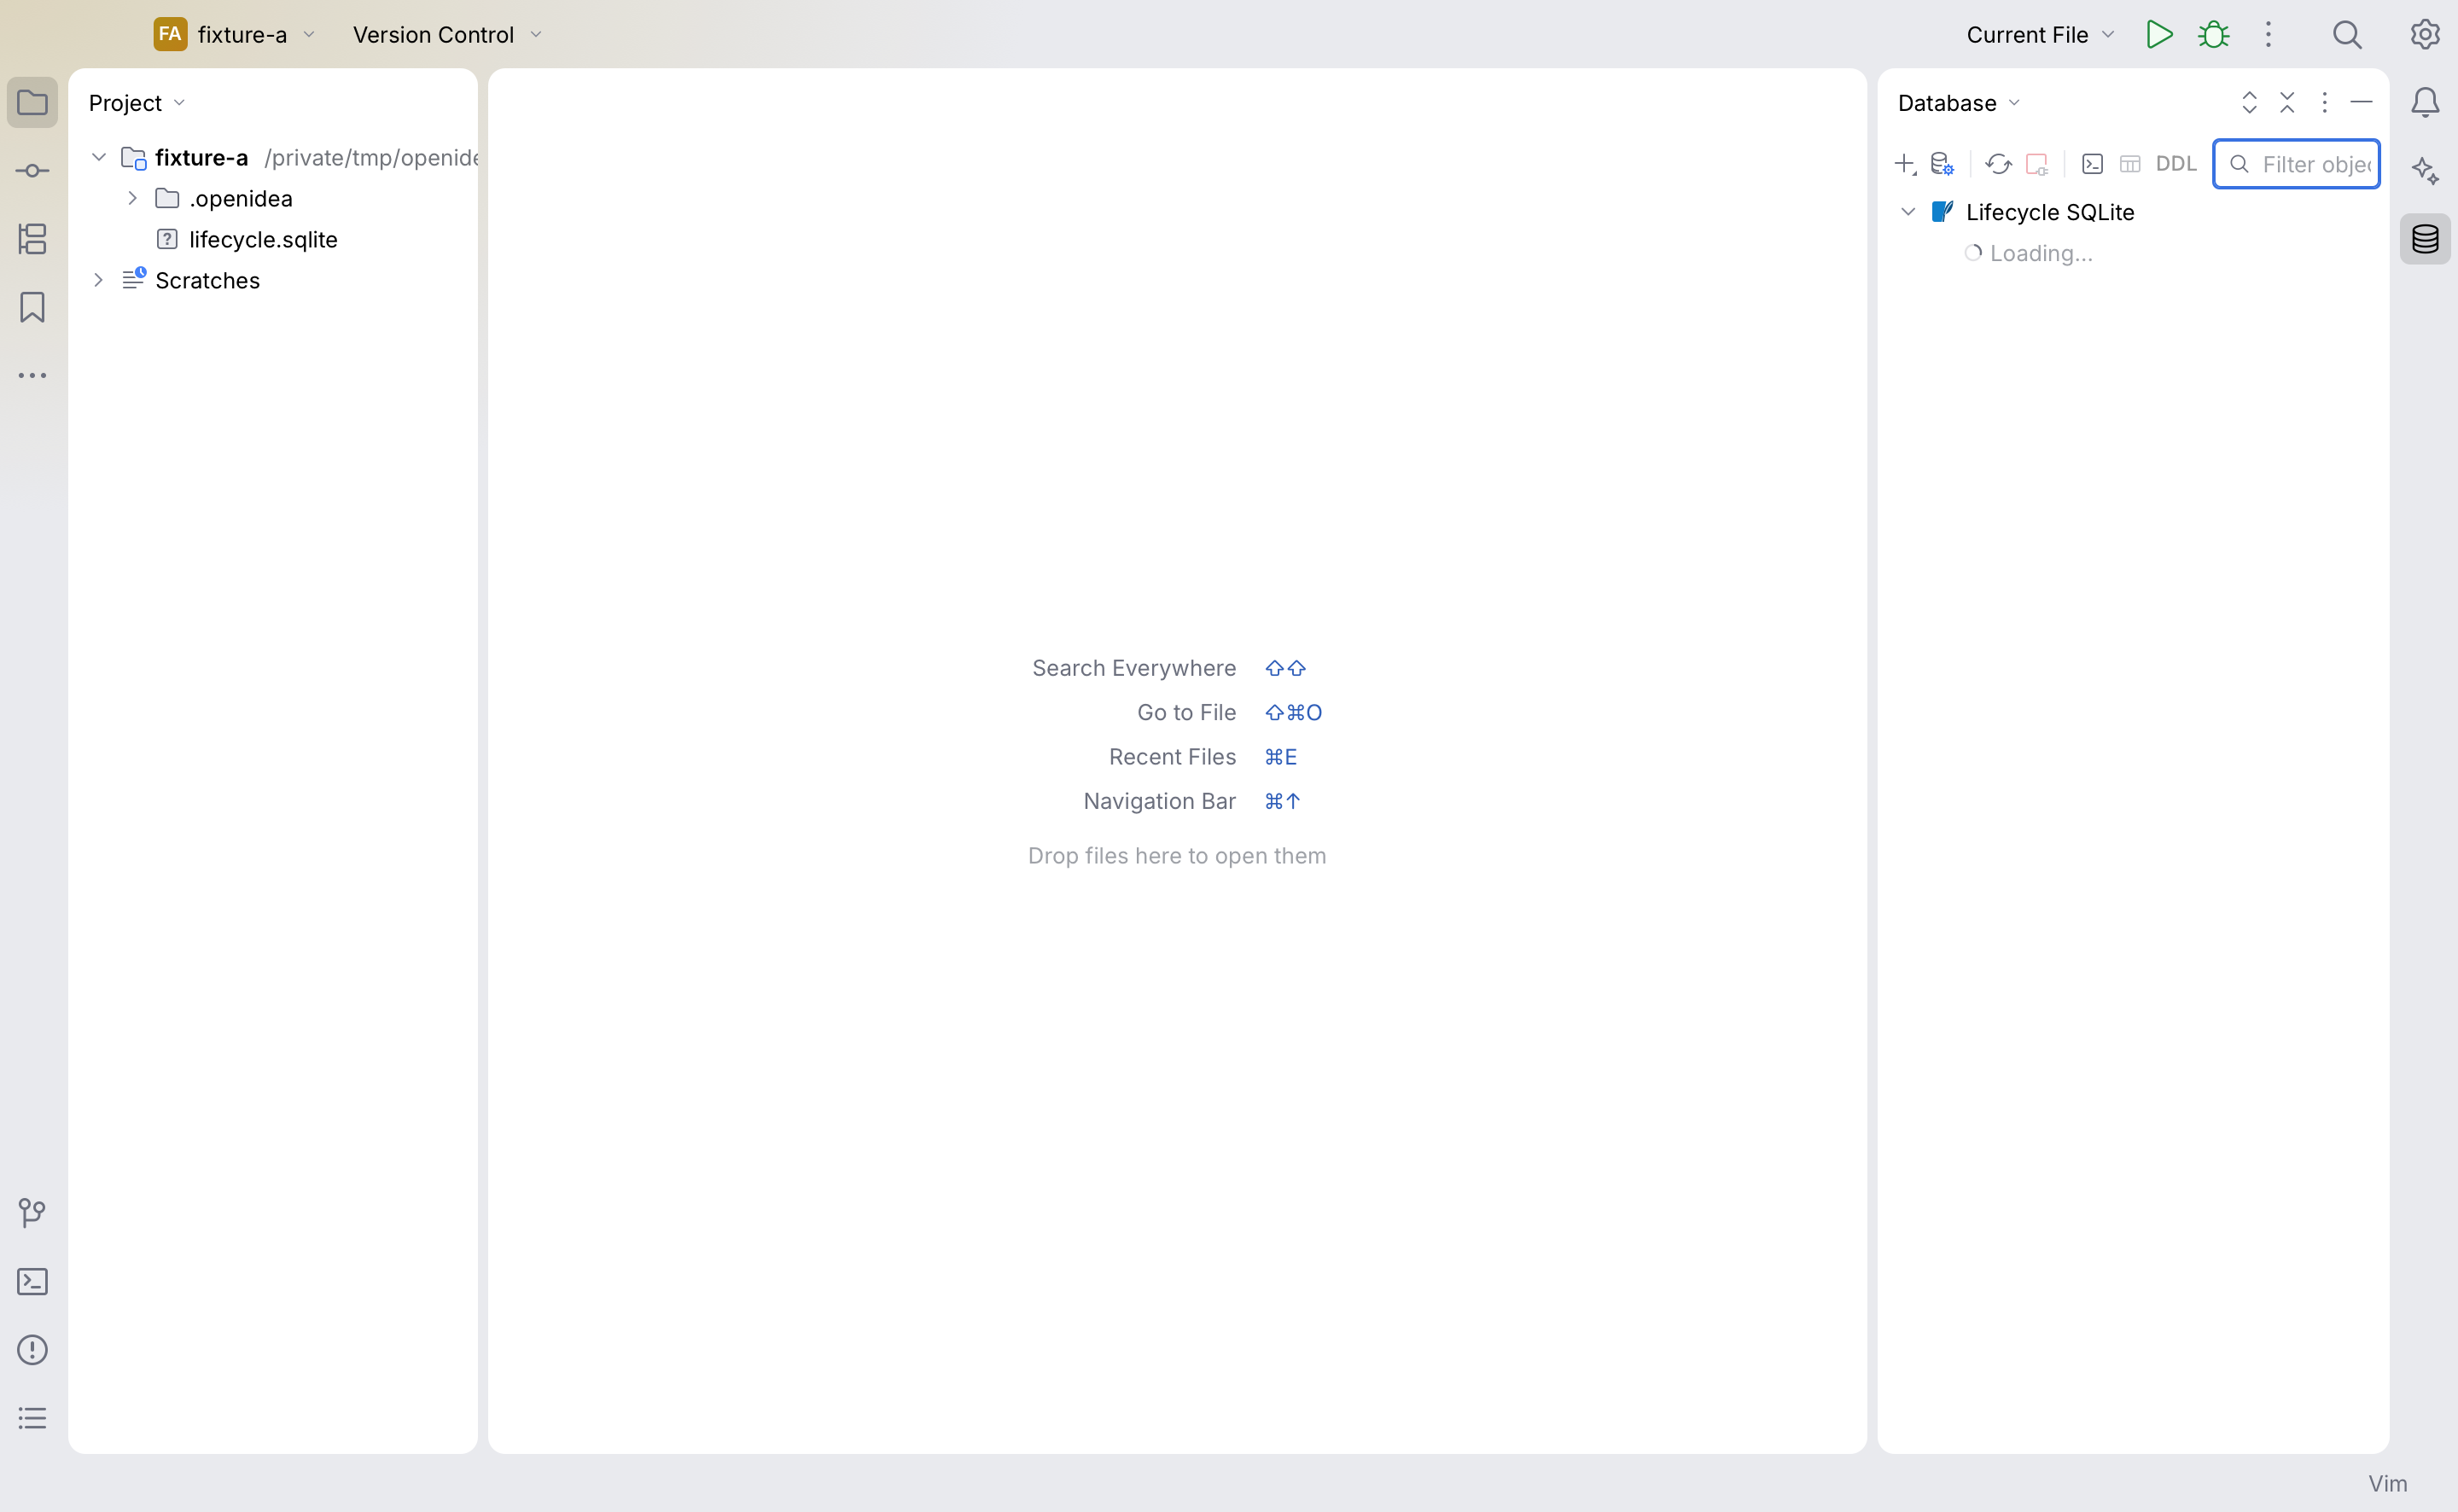 FA fixture-a Version Control Current File
Project
fixture-a /private/tmp/openide
.openidea
lifecycle.sqlite
Scratches
Search Everywhere ⇧⇧
Go to File ⇧⌘O
Recent Files ⌘E
Navigation Bar ⌘↑
Drop files here to open them
Database
DDL Filter objec
Lifecycle SQLite
Loading...
Vim